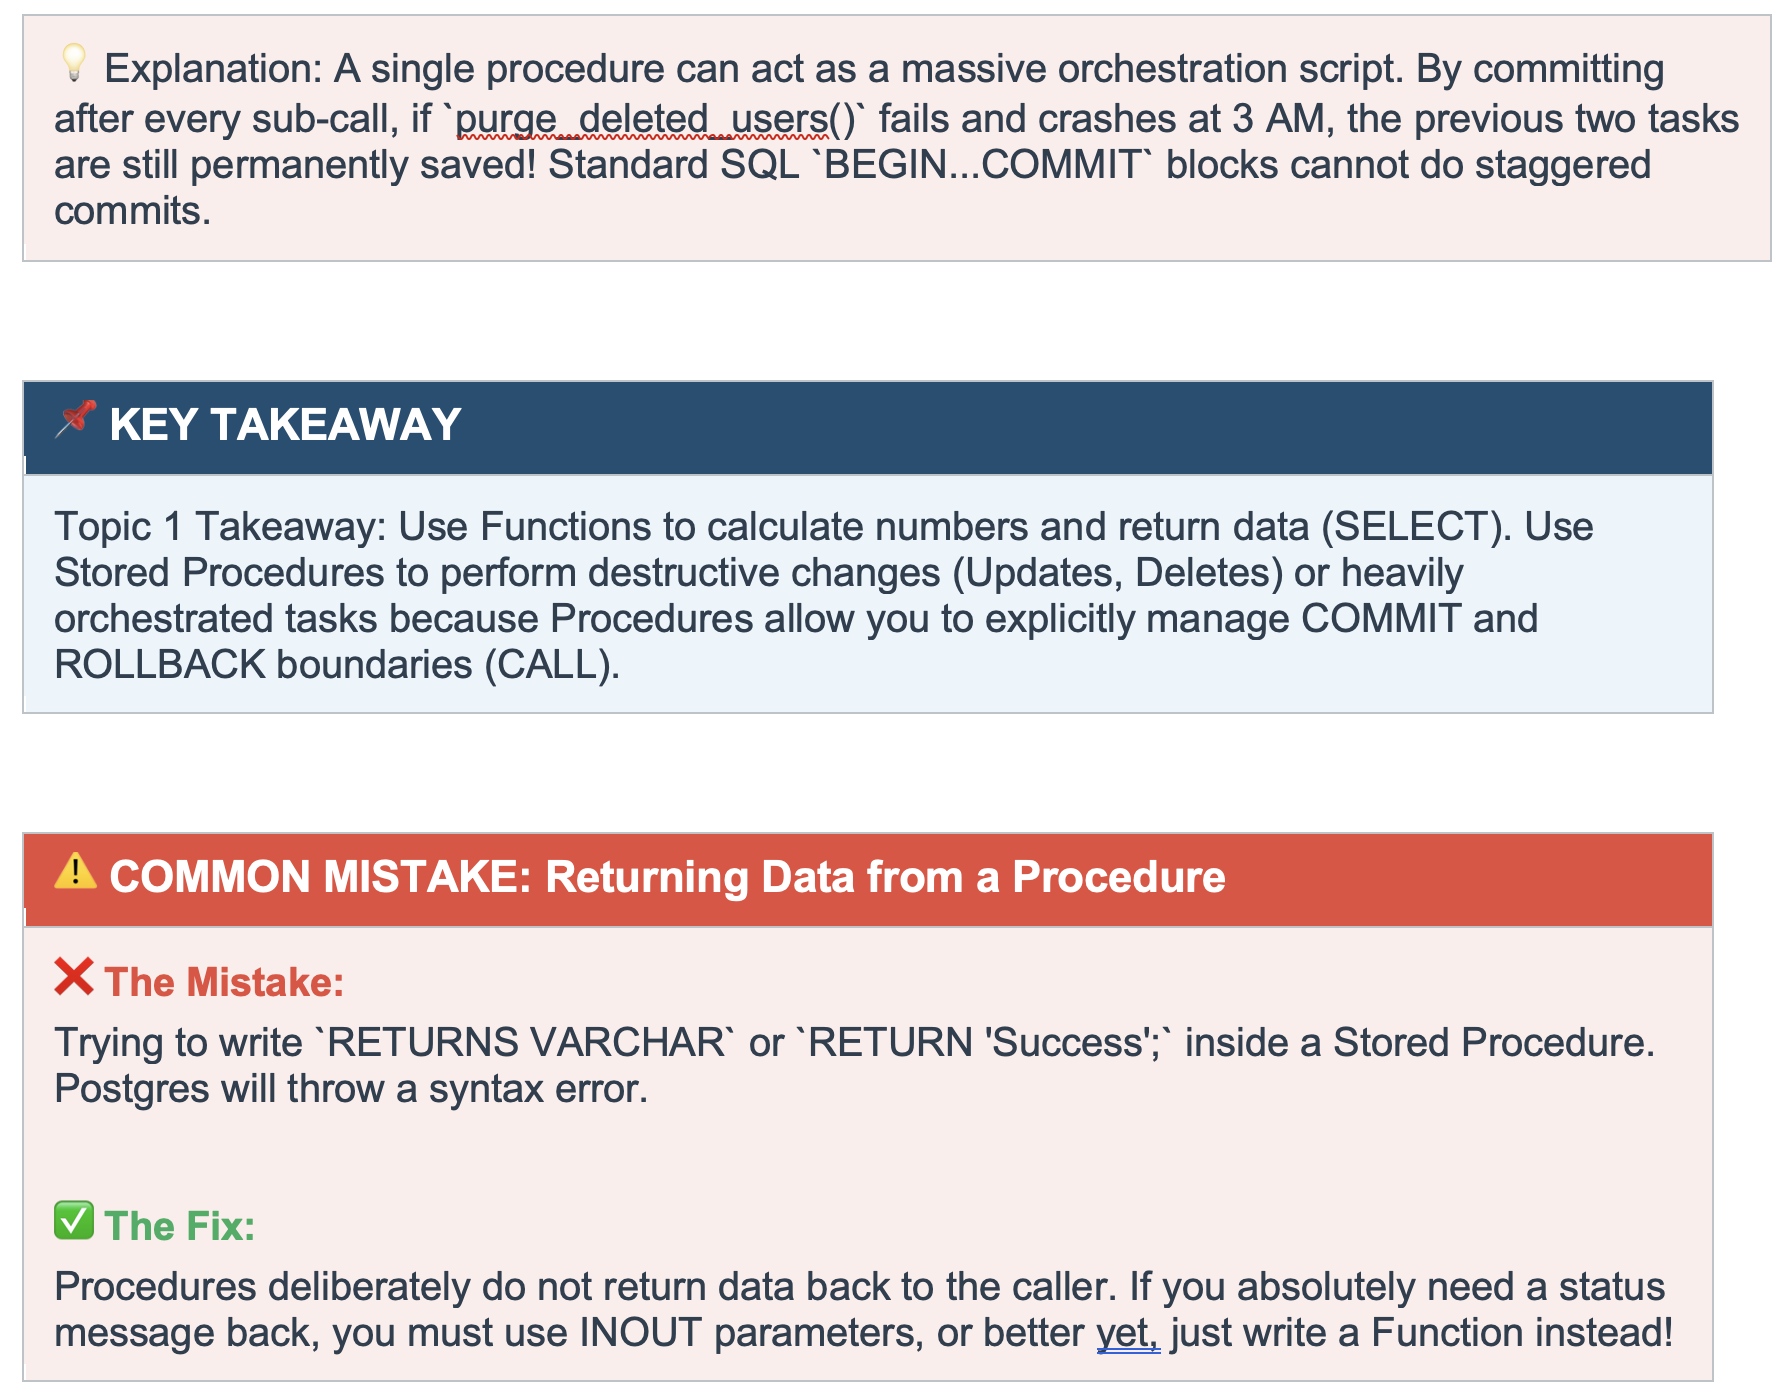 💡 Explanation: A single procedure can act as a massive orchestration script. By committing
after every sub-call, if `purge_deleted_users()` fails and crashes at 3 AM, the previous two tasks
are still permanently saved! Standard SQL `BEGIN...COMMIT` blocks cannot do staggered
commits.
📌 KEY TAKEAWAY
Topic 1 Takeaway: Use Functions to calculate numbers and return data (SELECT). Use
Stored Procedures to perform destructive changes (Updates, Deletes) or heavily
orchestrated tasks because Procedures allow you to explicitly manage COMMIT and
ROLLBACK boundaries (CALL).
⚠️ COMMON MISTAKE: Returning Data from a Procedure
❌ The Mistake:
Trying to write `RETURNS VARCHAR` or `RETURN 'Success';` inside a Stored Procedure.
Postgres will throw a syntax error.
✅ The Fix:
Procedures deliberately do not return data back to the caller. If you absolutely need a status
message back, you must use INOUT parameters, or better yet, just write a Function instead!